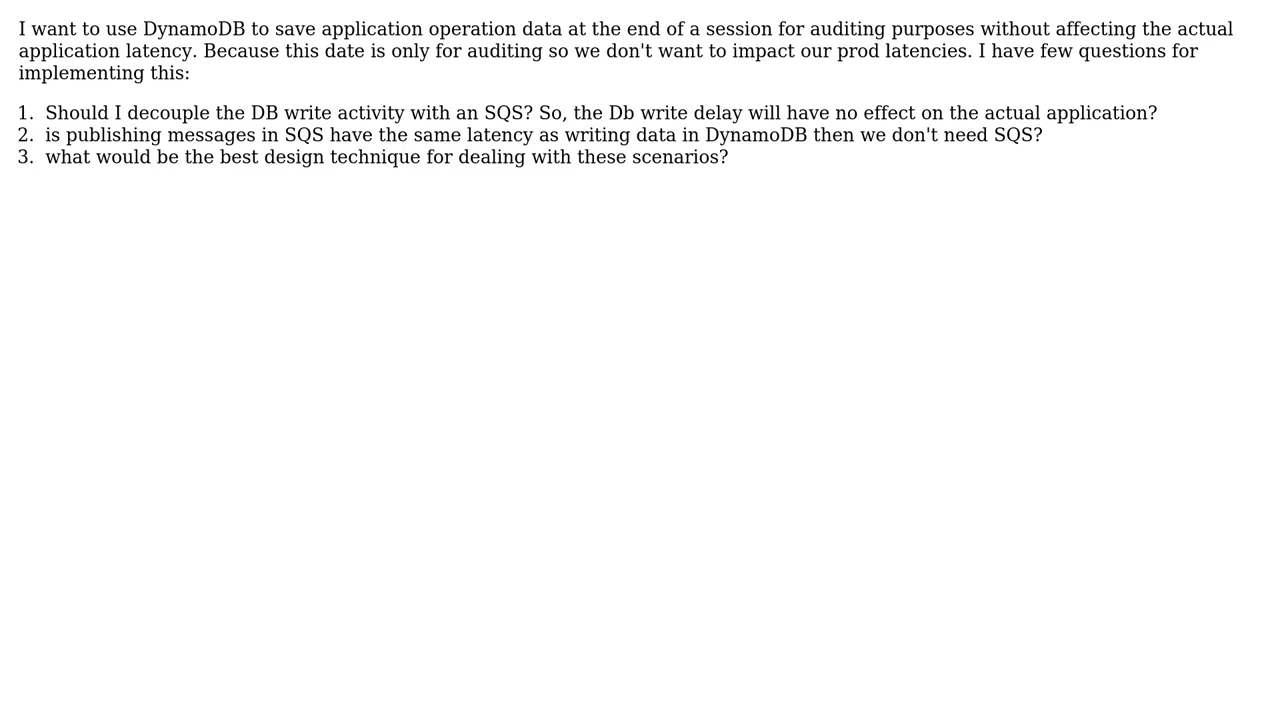 I want to use DynamoDB to save application operation data at the end of a session for auditing purposes without affecting the actual
application latency. Because this date is only for auditing so we don't want to impact our prod latencies. I have few questions for
implementing this:
1. Should I decouple the DB write activity with an SQS? So, the Db write delay will have no effect on the actual application?
2. is publishing messages in SQS have the same latency as writing data in DynamoDB then we don't need SQS?
3. what would be the best design technique for dealing with these scenarios?